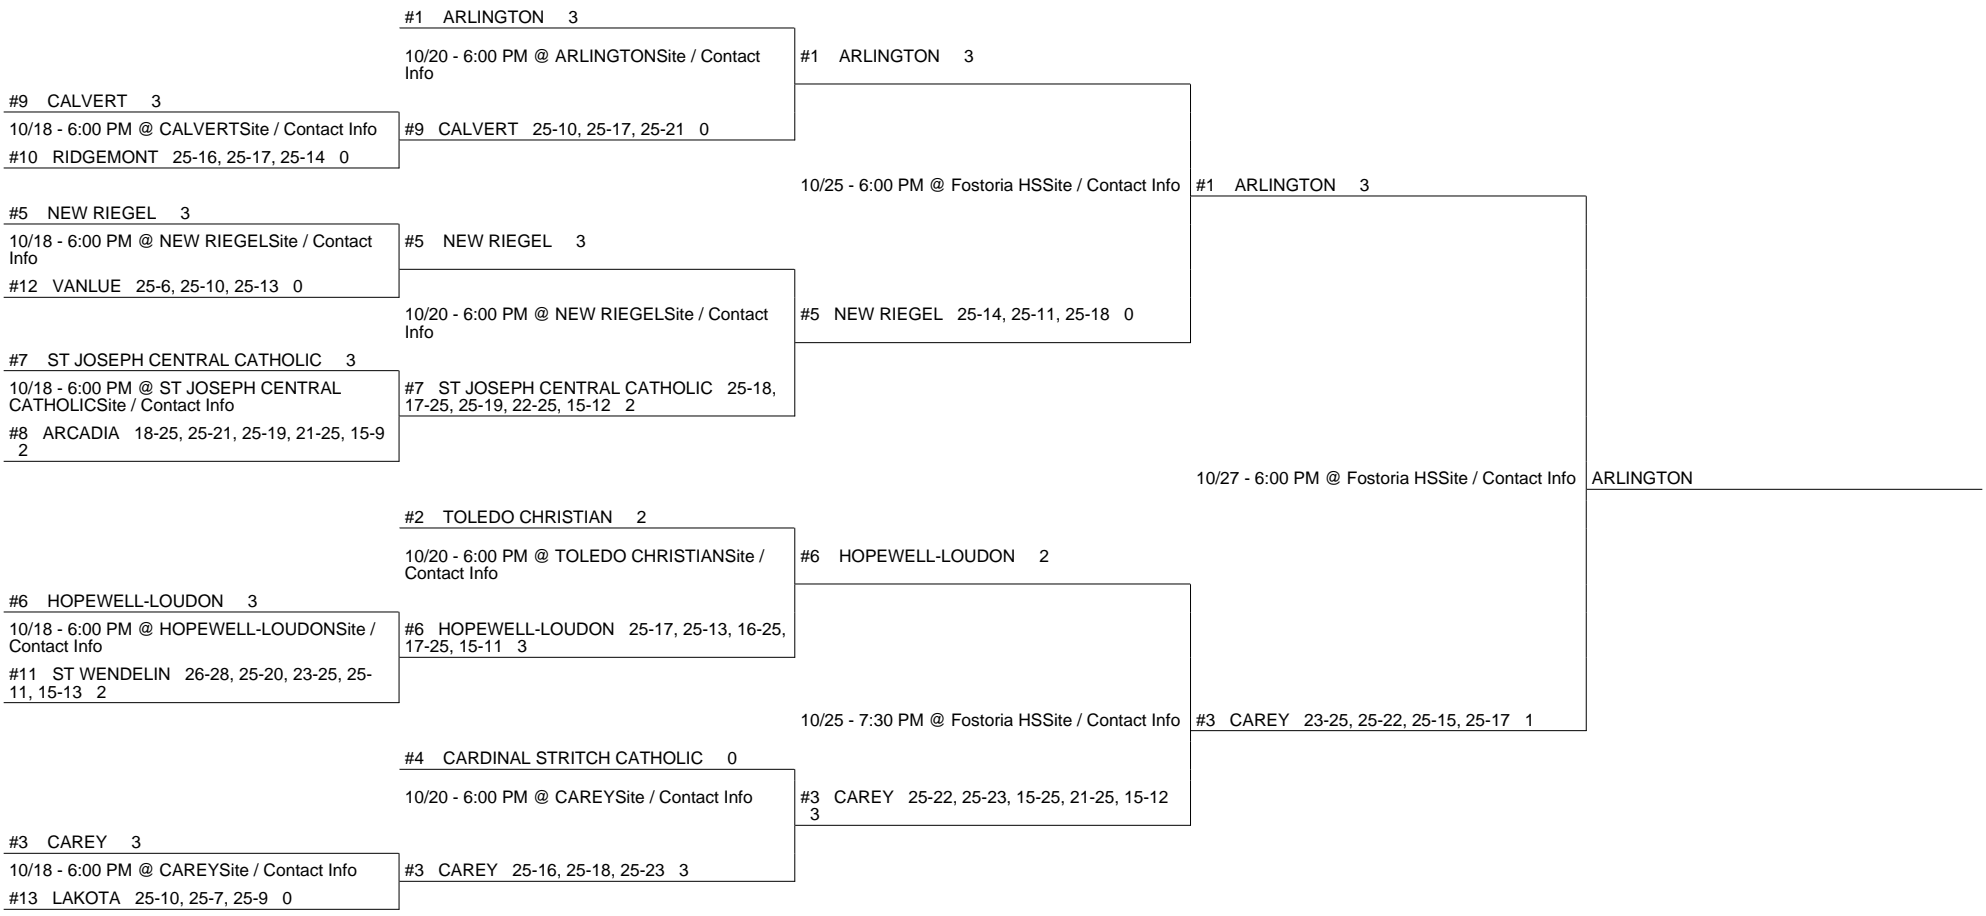 #1 ARLINGTON 3
10/20 - 6:00 PM @ ARLINGTONSite / Contact
Info
#1 ARLINGTON 3
#9 CALVERT 3
10/18 - 6:00 PM @ CALVERTSite / Contact Info
#9 CALVERT 25-10, 25-17, 25-21 0
#10 RIDGEMONT 25-16, 25-17, 25-14 0
10/25 - 6:00 PM @ Fostoria HSSite / Contact Info
#1 ARLINGTON 3
#5 NEW RIEGEL 3
10/18 - 6:00 PM @ NEW RIEGELSite / Contact
Info
#5 NEW RIEGEL 3
#12 VANLUE 25-6, 25-10, 25-13 0
10/20 - 6:00 PM @ NEW RIEGELSite / Contact
Info
#5 NEW RIEGEL 25-14, 25-11, 25-18 0
#7 ST JOSEPH CENTRAL CATHOLIC 3
10/18 - 6:00 PM @ ST JOSEPH CENTRAL
CATHOLICSite / Contact Info
#7 ST JOSEPH CENTRAL CATHOLIC 25-18,
17-25, 25-19, 22-25, 15-12 2
#8 ARCADIA 18-25, 25-21, 25-19, 21-25, 15-9
2
10/27 - 6:00 PM @ Fostoria HSSite / Contact Info
ARLINGTON
#2 TOLEDO CHRISTIAN 2
10/20 - 6:00 PM @ TOLEDO CHRISTIANSite /
Contact Info
#6 HOPEWELL-LOUDON 2
#6 HOPEWELL-LOUDON 3
10/18 - 6:00 PM @ HOPEWELL-LOUDONSite /
Contact Info
#6 HOPEWELL-LOUDON 25-17, 25-13, 16-25,
17-25, 15-11 3
#11 ST WENDELIN 26-28, 25-20, 23-25, 25-
11, 15-13 2
10/25 - 7:30 PM @ Fostoria HSSite / Contact Info
#3 CAREY 23-25, 25-22, 25-15, 25-17 1
#4 CARDINAL STRITCH CATHOLIC 0
10/20 - 6:00 PM @ CAREYSite / Contact Info
#3 CAREY 25-22, 25-23, 15-25, 21-25, 15-12
3
#3 CAREY 3
10/18 - 6:00 PM @ CAREYSite / Contact Info
#3 CAREY 25-16, 25-18, 25-23 3
#13 LAKOTA 25-10, 25-7, 25-9 0